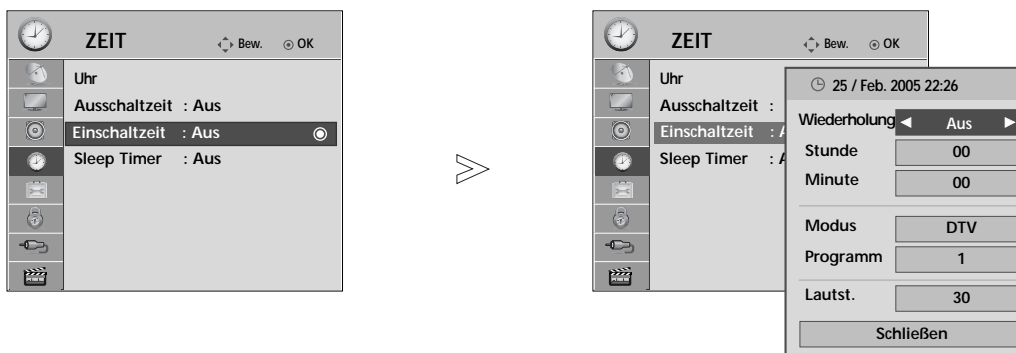 ZEIT Bew. OK
Uhr
Ausschaltzeit : Aus
Einschaltzeit : Aus
Sleep Timer : Aus
>
ZEIT Bew. OK
Uhr
Ausschaltzeit :
Einschaltzeit : A
Sleep Timer : A
25 / Feb. 2005 22:26
Wiederholung ◄ Aus ►
Stunde 00
Minute 00
Modus DTV
Programm 1
Lautst. 30
Schließen